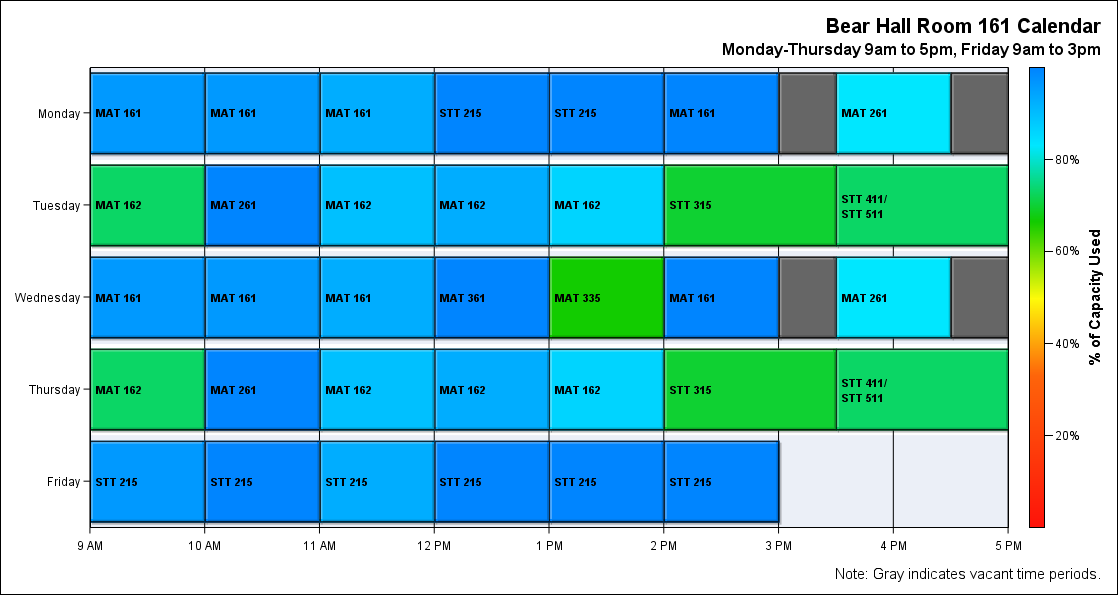 Bear Hall Room 161 Calendar
Monday-Thursday 9am to 5pm, Friday 9am to 3pm
Monday
MAT 161
MAT 161
MAT 161
STT 215
STT 215
MAT 161
MAT 261
Tuesday
MAT 162
MAT 261
MAT 162
MAT 162
MAT 162
STT 315
STT 411/
STT 511
Wednesday
MAT 161
MAT 161
MAT 161
MAT 361
MAT 335
MAT 161
MAT 261
Thursday
MAT 162
MAT 261
MAT 162
MAT 162
MAT 162
STT 315
STT 411/
STT 511
Friday
STT 215
STT 215
STT 215
STT 215
STT 215
STT 215
9 AM
10 AM
11 AM
12 PM
1 PM
2 PM
3 PM
4 PM
5 PM
80%
60%
40%
20%
% of Capacity Used
Note: Gray indicates vacant time periods.